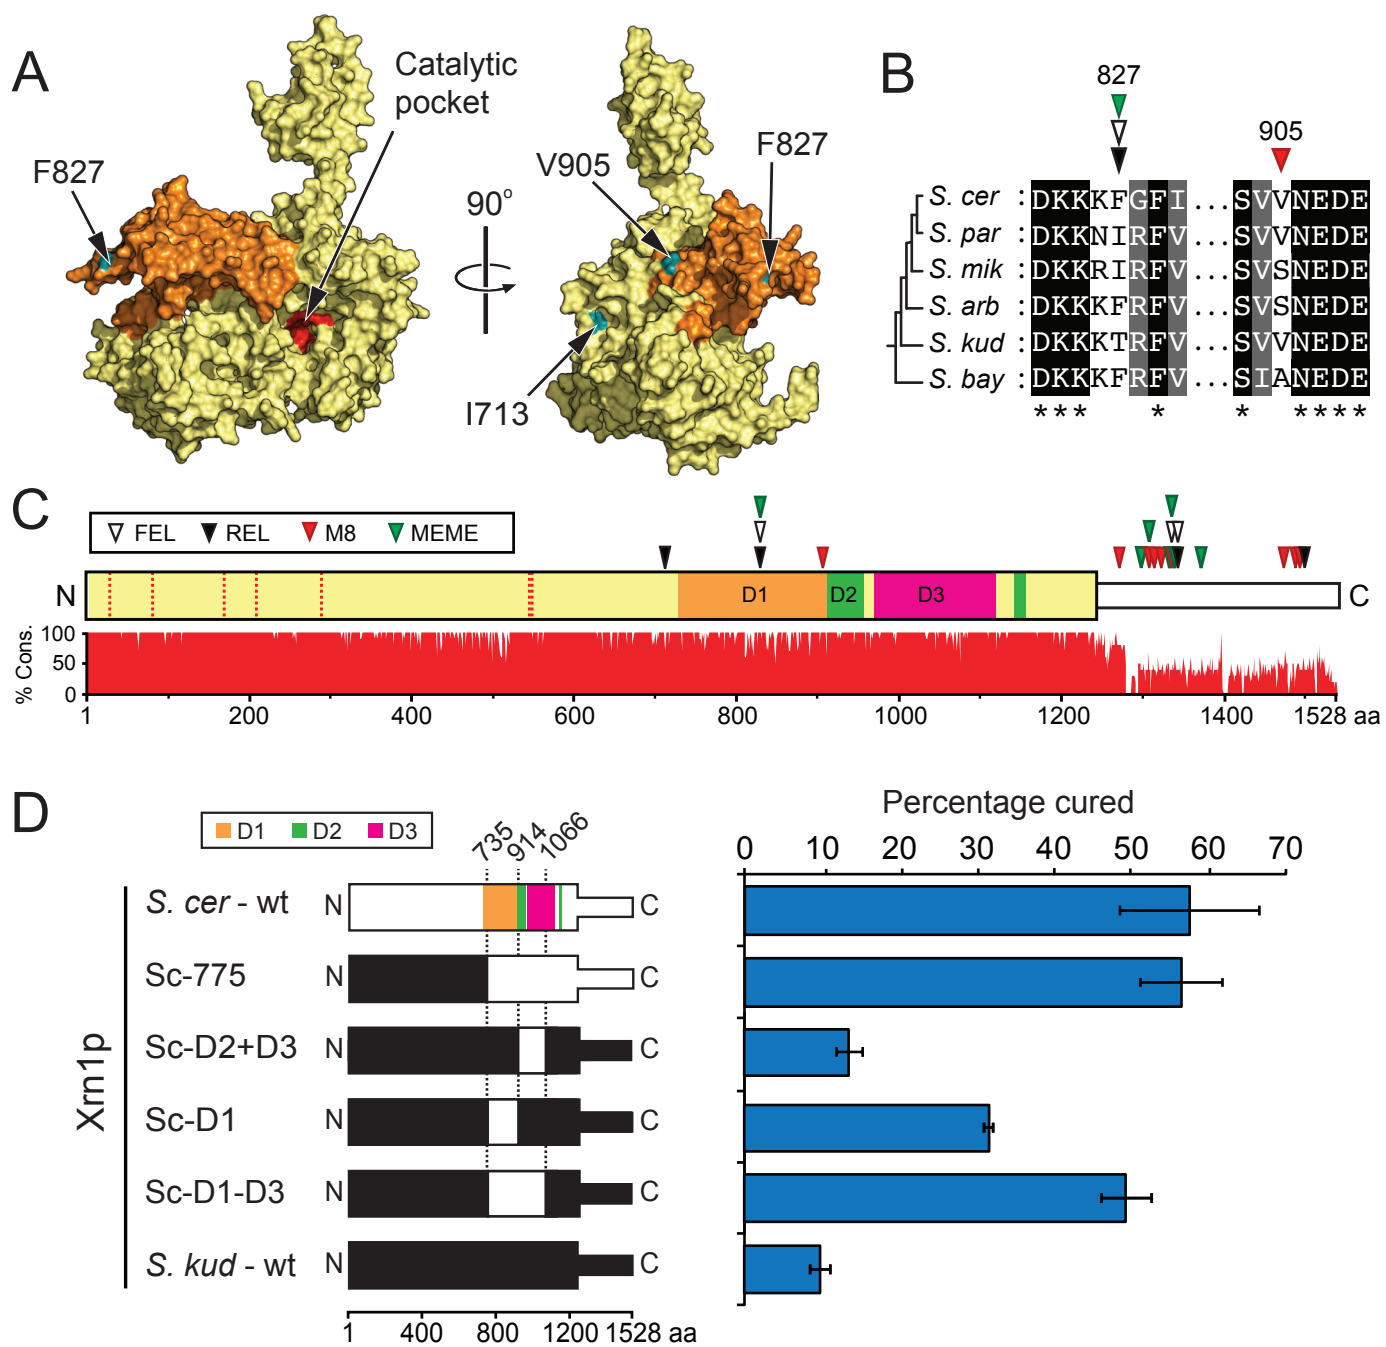 A
Catalytic
pocket
F827
90°
V905
F827
I713
B
827
905
S. cer : DKKKFGFI...SVVNEDE
S. par : DKKNIRFV...SVVNEDE
S. mik : DKKRIRFV...SVSNEDE
S. arb : DKKKFRFV...SVSNEDE
S. kud : DKKKTRFV...SVVNEDE
S. bay : DKKKFRFV...SIANEDE
*** * * ****
C
FEL REL M8 MEME
N D1 D2 D3 C
% Cons.
100
50
0
1 200 400 600 800 1000 1200 1400 1528 aa
D
D1 D2 D3
735 914 1066
Percentage cured
0 10 20 30 40 50 60 70
Xrn1p
S. cer - wt N C
Sc-775 N C
Sc-D2+D3 N C
Sc-D1 N C
Sc-D1-D3 N C
S. kud - wt N C
1 400 800 1200 1528 aa